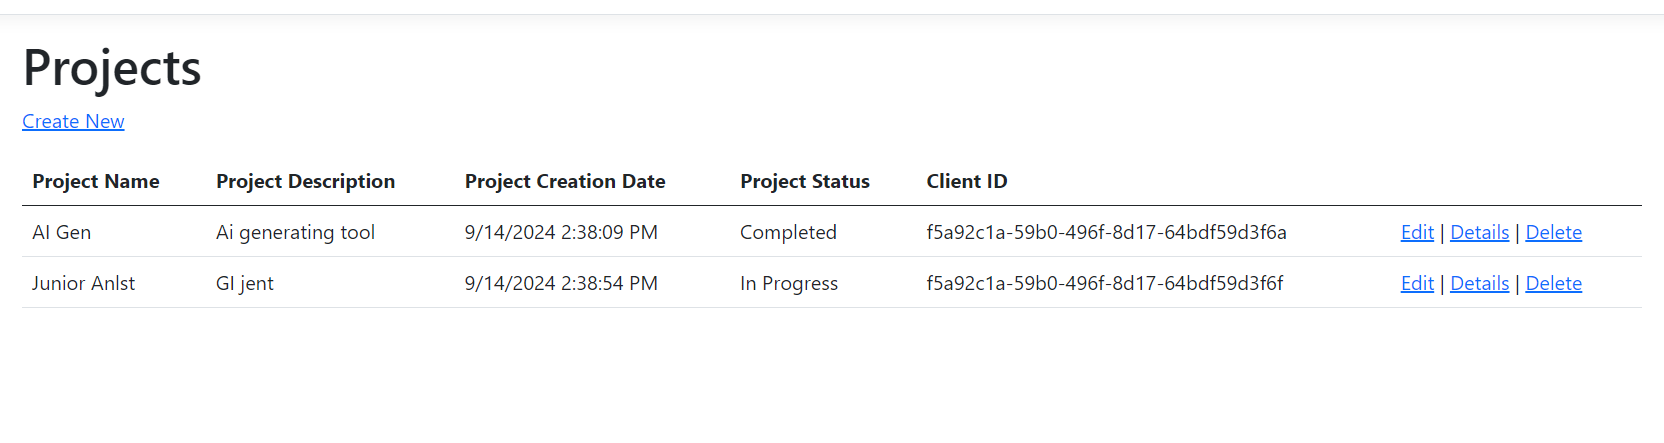 Projects
Create New
Project Name Project Description Project Creation Date Project Status Client ID
AI Gen Ai generating tool 9/14/2024 2:38:09 PM Completed f5a92c1a-59b0-496f-8d17-64bdf59d3f6a Edit | Details | Delete
Junior Anlst GI jent 9/14/2024 2:38:54 PM In Progress f5a92c1a-59b0-496f-8d17-64bdf59d3f6f Edit | Details | Delete